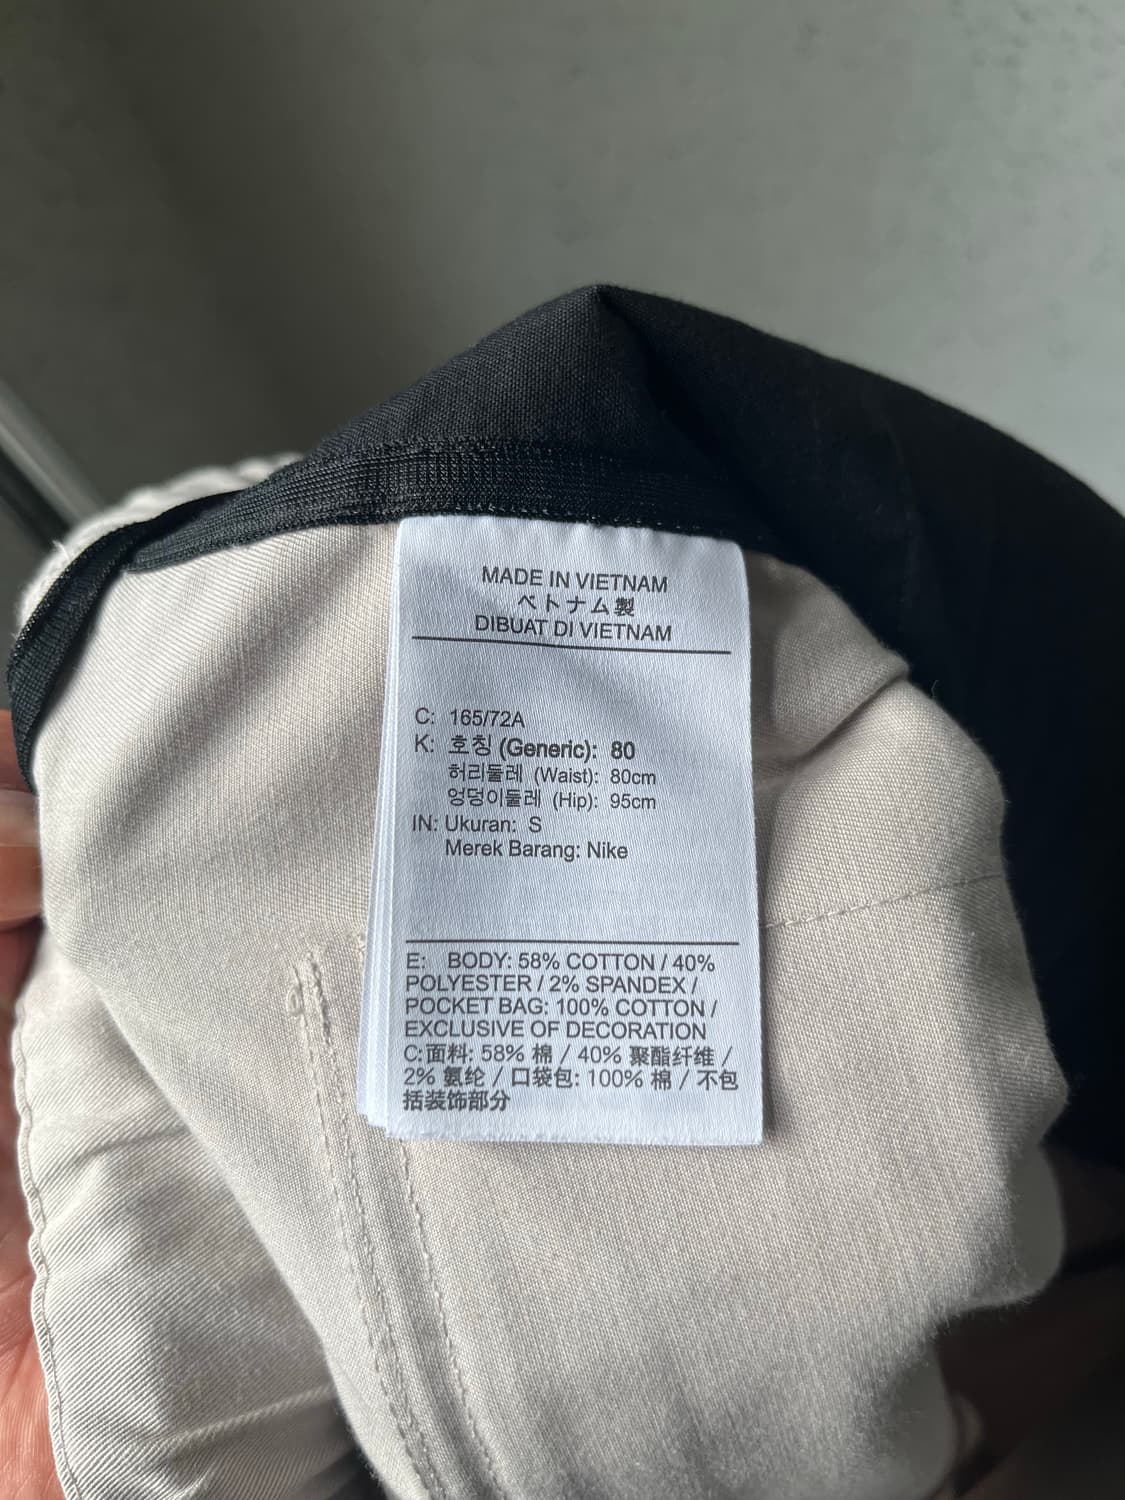 MADE IN VIETNAM
ベトナム製
DIBUAT DI VIETNAM
C: 165/72A
K: 호칭 (Generic): 80
허리둘레 (Waist): 80cm
엉덩이둘레 (Hip): 95cm
IN: Ukuran: S
Merek Barang: Nike
E: BODY: 58% COTTON / 40%
POLYESTER / 2% SPANDEX /
POCKET BAG: 100% COTTON /
EXCLUSIVE OF DECORATION
C:面料: 58% 棉 / 40% 聚酯纤维 /
2% 氨纶 / 口袋包: 100% 棉 / 不包
括装饰部分